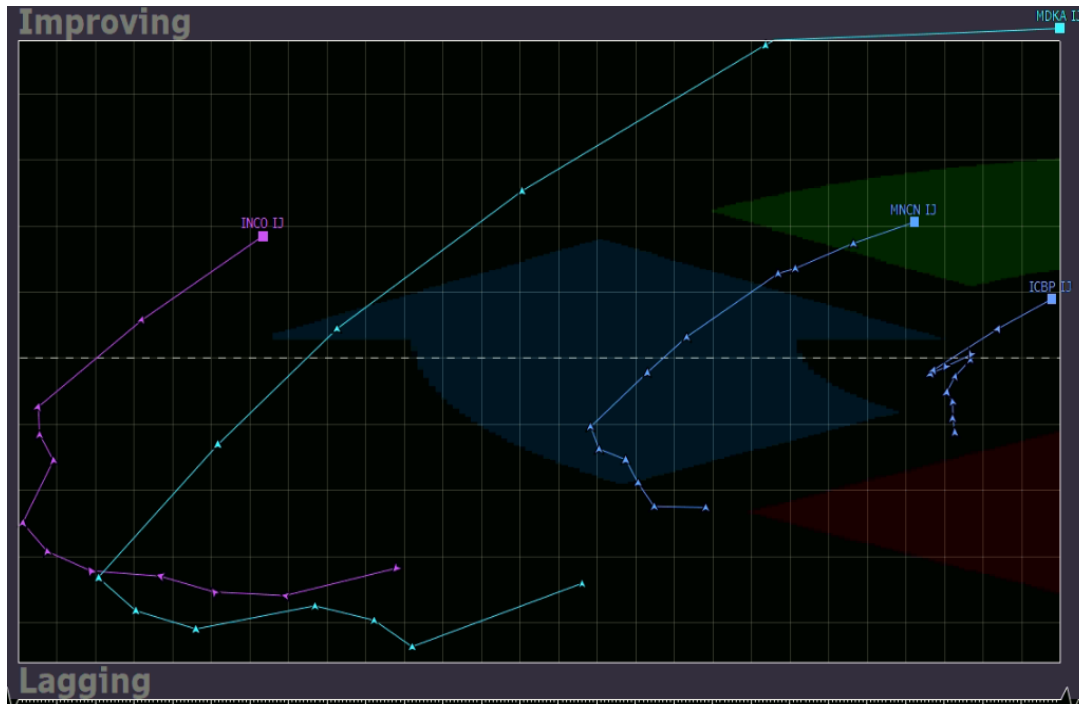 Improving
MDKA IJ
INCO IJ
MNCN IJ
ICBP IJ
Lagging